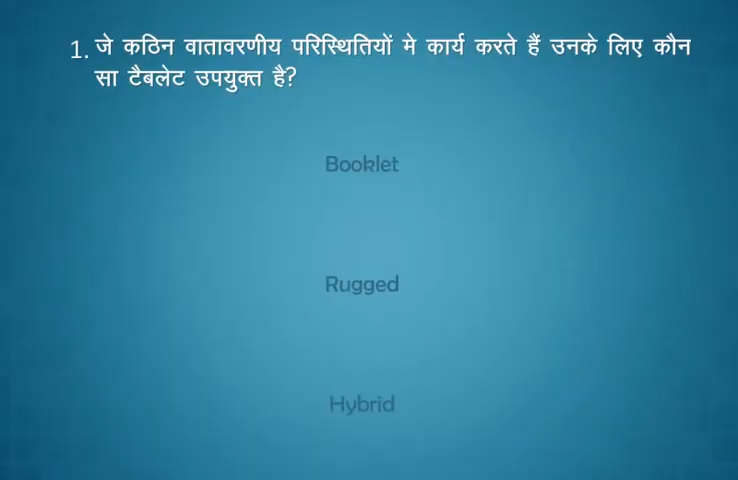 1. जे कठिन वातावरणीय परिस्थितियों मे कार्य करते हैं उनके लिए कौन
सा टैबलेट उपयुक्त है?
Booklet
Rugged
Hybrid